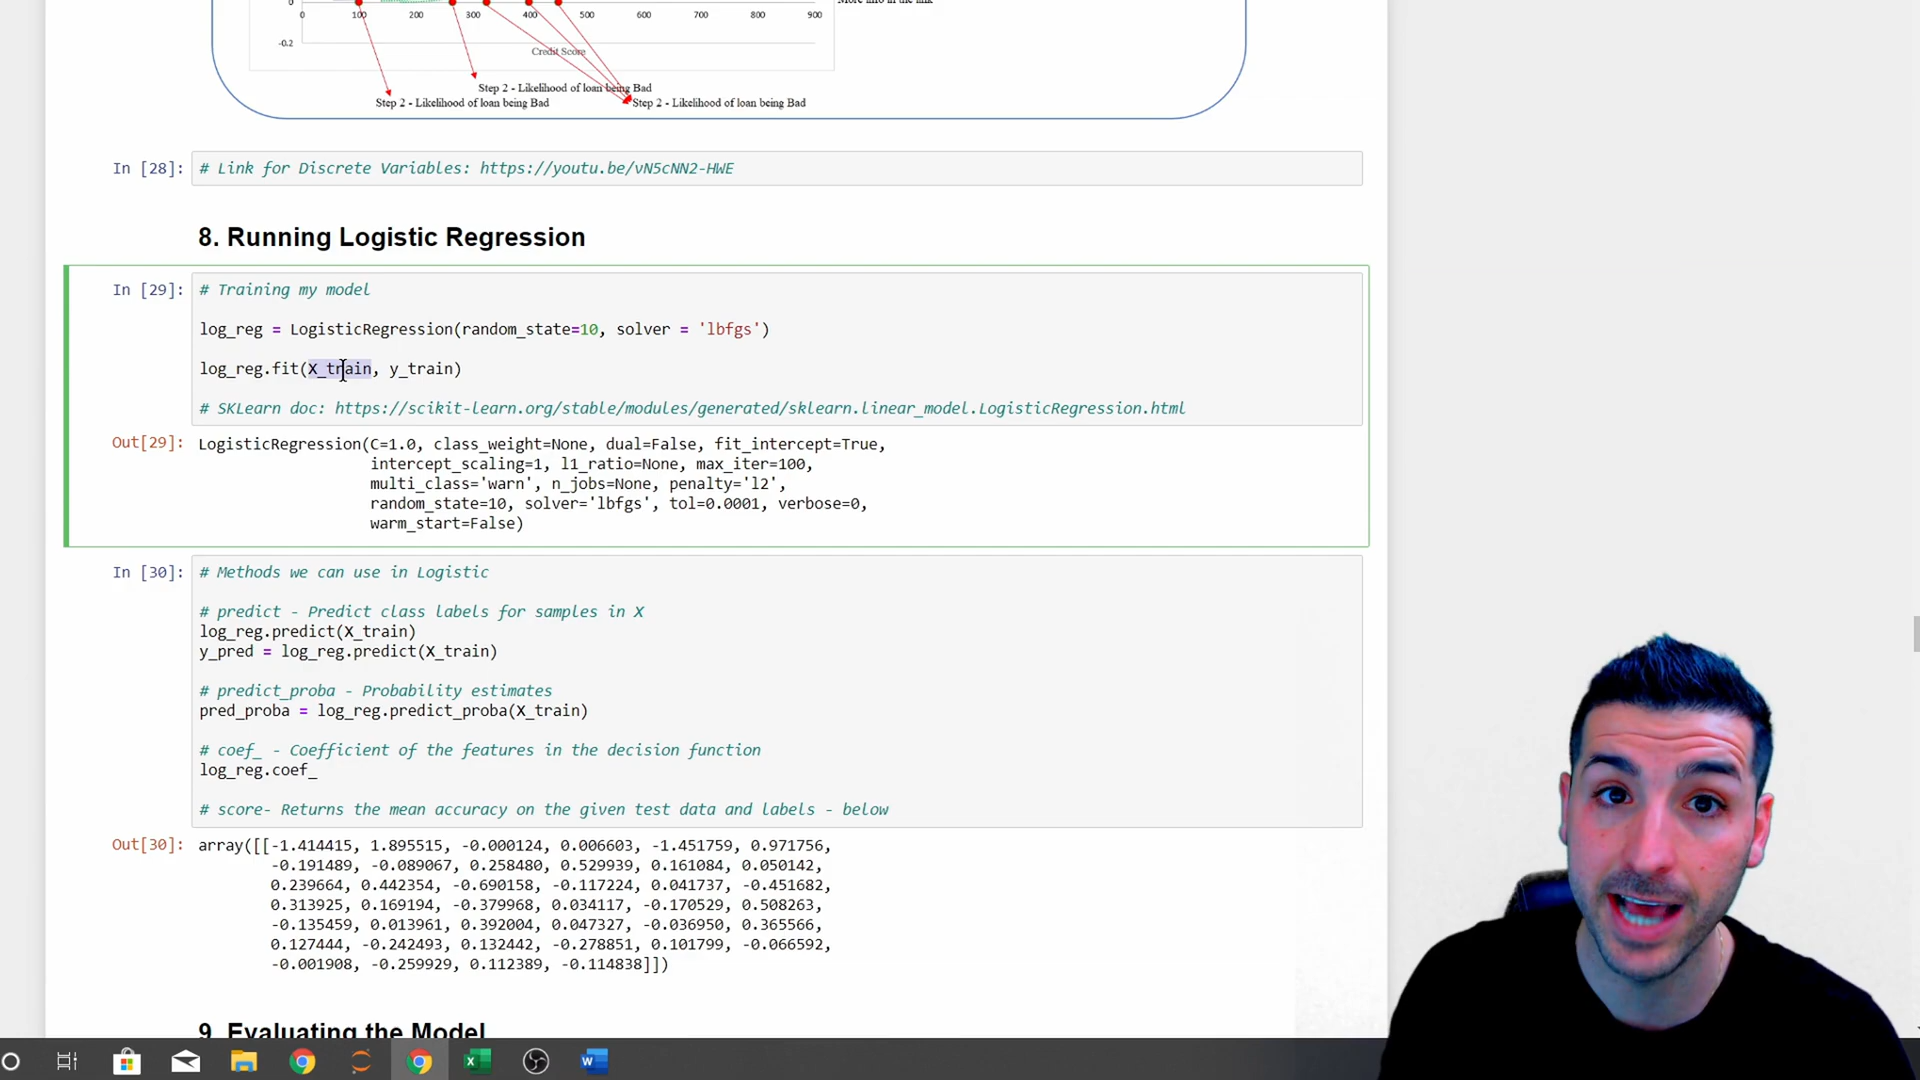 More info in the link
0
0 100 200 300 400 500 600 700 800 900
-0.2
Credit Score
Step 2 - Likelihood of loan being Bad
Step 2 - Likelihood of loan being Bad
Step 2 - Likelihood of loan being Bad
In [28]: # Link for Discrete Variables: https://youtu.be/vN5cNN2-HWE
8. Running Logistic Regression
In [29]: # Training my model
log_reg = LogisticRegression(random_state=10, solver = 'lbfgs')
log_reg.fit(X_train, y_train)
# SKLearn doc: https://scikit-learn.org/stable/modules/generated/sklearn.linear_model.LogisticRegression.html
Out[29]: LogisticRegression(C=1.0, class_weight=None, dual=False, fit_intercept=True,
intercept_scaling=1, l1_ratio=None, max_iter=100,
multi_class='warn', n_jobs=None, penalty='l2',
random_state=10, solver='lbfgs', tol=0.0001, verbose=0,
warm_start=False)
In [30]: # Methods we can use in Logistic
# predict - Predict class labels for samples in X
log_reg.predict(X_train)
y_pred = log_reg.predict(X_train)
# predict_proba - Probability estimates
pred_proba = log_reg.predict_proba(X_train)
# coef_ - Coefficient of the features in the decision function
log_reg.coef_
# score- Returns the mean accuracy on the given test data and labels - below
Out[30]: array([[-1.414415, 1.895515, -0.000124, 0.006603, -1.451759, 0.971756,
-0.191489, -0.089067, 0.258480, 0.529939, 0.161084, 0.050142,
0.239664, 0.442354, -0.690158, -0.117224, 0.041737, -0.451682,
0.313925, 0.169194, -0.379968, 0.034117, -0.170529, 0.508263,
-0.135459, 0.013961, 0.392004, 0.047327, -0.036950, 0.365566,
0.127444, -0.242493, 0.132442, -0.278851, 0.101799, -0.066592,
-0.001908, -0.259929, 0.112389, -0.114838]])
9. Evaluating the Model